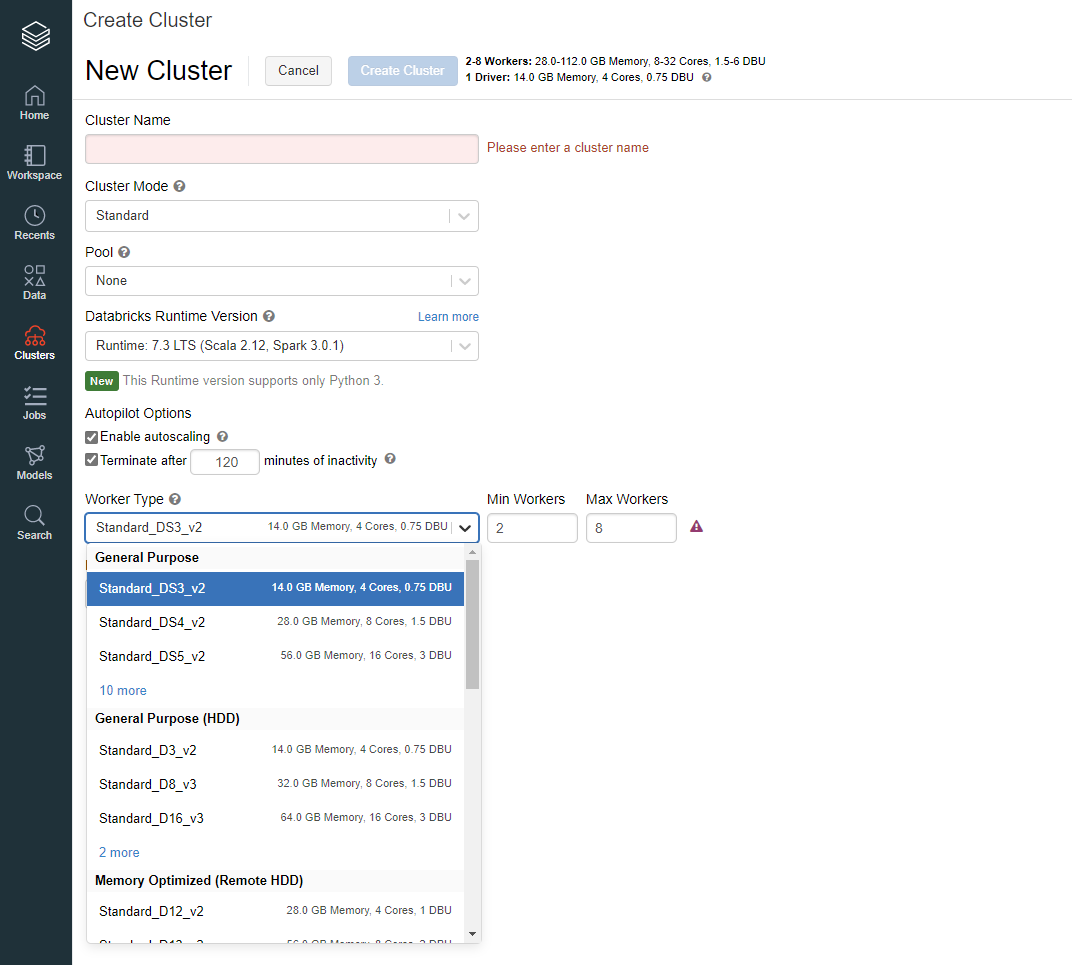 Create Cluster
New Cluster
Cancel
Create Cluster
2-8 Workers: 28.0-112.0 GB Memory, 8-32 Cores, 1.5-6 DBU
1 Driver: 14.0 GB Memory, 4 Cores, 0.75 DBU
Home
Workspace
Recents
Data
Clusters
Jobs
Models
Search
Cluster Name
Please enter a cluster name
Cluster Mode
Standard
Pool
None
Databricks Runtime Version
Learn more
Runtime: 7.3 LTS (Scala 2.12, Spark 3.0.1)
New This Runtime version supports only Python 3.
Autopilot Options
Enable autoscaling
Terminate after 120 minutes of inactivity
Worker Type
Min Workers
Max Workers
Standard_DS3_v2 14.0 GB Memory, 4 Cores, 0.75 DBU
2
8
General Purpose
Standard_DS3_v2 14.0 GB Memory, 4 Cores, 0.75 DBU
Standard_DS4_v2 28.0 GB Memory, 8 Cores, 1.5 DBU
Standard_DS5_v2 56.0 GB Memory, 16 Cores, 3 DBU
10 more
General Purpose (HDD)
Standard_D3_v2 14.0 GB Memory, 4 Cores, 0.75 DBU
Standard_D8_v3 32.0 GB Memory, 8 Cores, 1.5 DBU
Standard_D16_v3 64.0 GB Memory, 16 Cores, 3 DBU
2 more
Memory Optimized (Remote HDD)
Standard_D12_v2 28.0 GB Memory, 4 Cores, 1 DBU